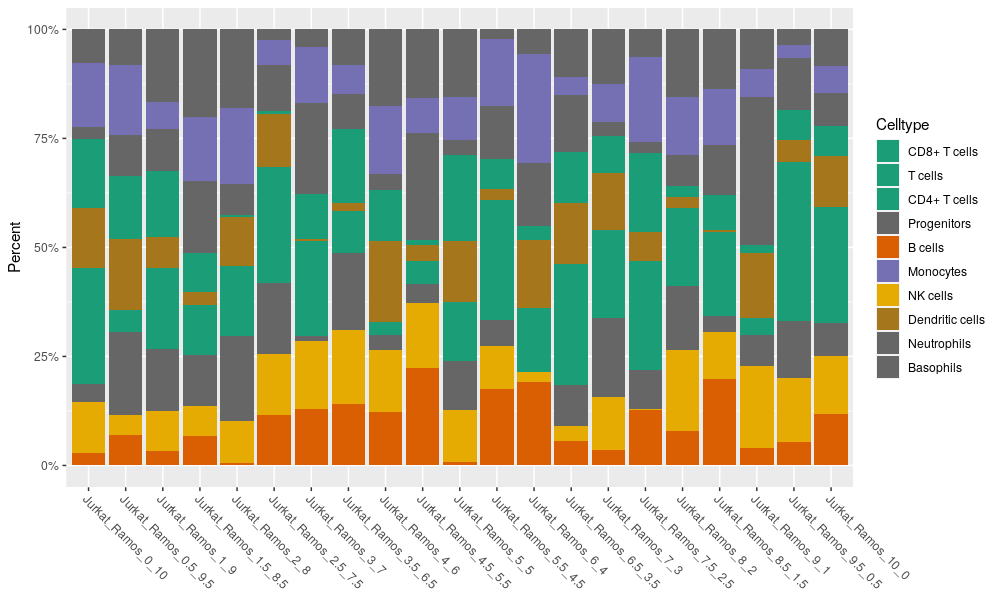 100%
75%
50%
25%
0%
Percent
Jurkat_Ramos_0_10
Jurkat_Ramos_05_9.5
Jurkat_Ramos_1_9
Jurkat_Ramos_1.5_8.5
Jurkat_Ramos_2_8
Jurkat_Ramos_2.5_7.5
Jurkat_Ramos_3_7
Jurkat_Ramos_3.5_6.5
Jurkat_Ramos_4_6
Jurkat_Ramos_4.5_5.5
Jurkat_Ramos_5_5
Jurkat_Ramos_5.5_4.5
Jurkat_Ramos_6_4
Jurkat_Ramos_6.5_3.5
Jurkat_Ramos_7_3
Jurkat_Ramos_7.5_2.5
Jurkat_Ramos_8_2
Jurkat_Ramos_8.5_1.5
Jurkat_Ramos_9_1
Jurkat_Ramos_9.5_0.5
Jurkat_Ramos_10_0
Celltype
CD8+ T cells
T cells
CD4+ T cells
Progenitors
B cells
Monocytes
NK cells
Dendritic cells
Neutrophils
Basophils